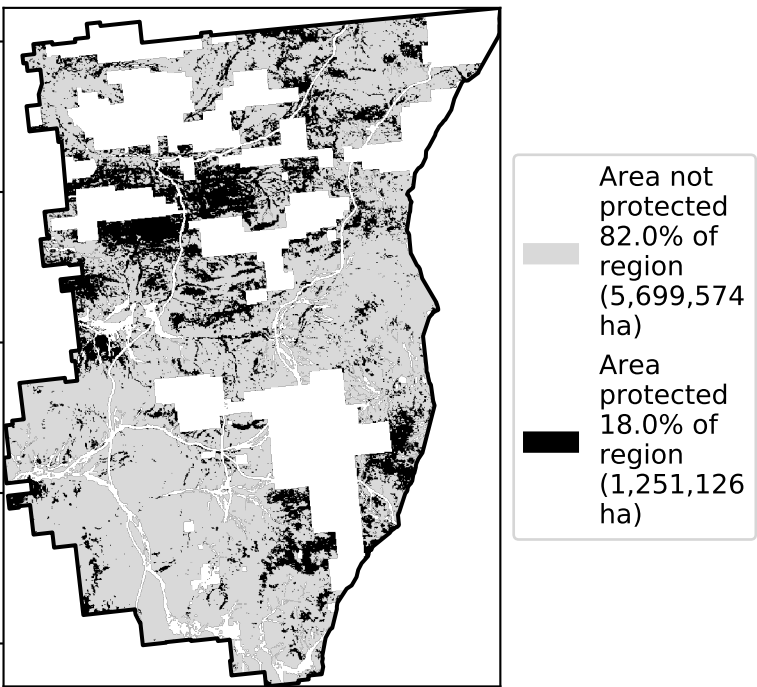 Area not
protected
82.0% of
region
(5,699,574
ha)
Area
protected
18.0% of
region
(1,251,126
ha)